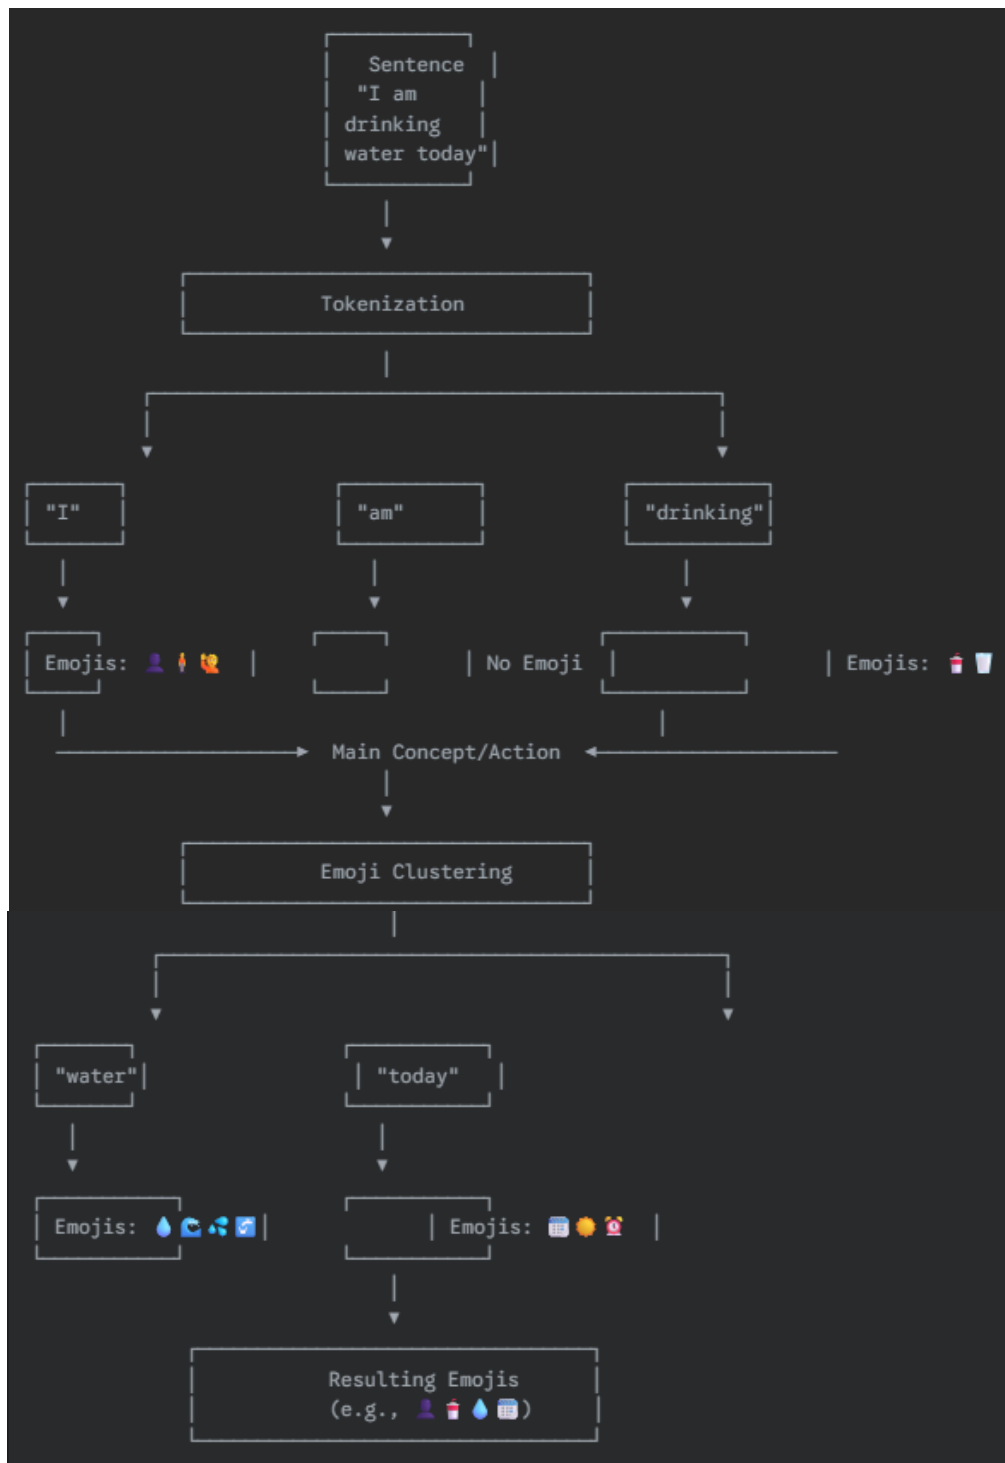 Sentence
"I am
drinking
water today"
Tokenization
"I" "am" "drinking"
Emojis: 👤🧍🙋 No Emoji Emojis: 🥤🥛
Main Concept/Action
Emoji Clustering
"water" "today"
Emojis: 💧🌊💦🚰 Emojis: 📅☀️⏰
Resulting Emojis
(e.g., 👤🥤💧📅)